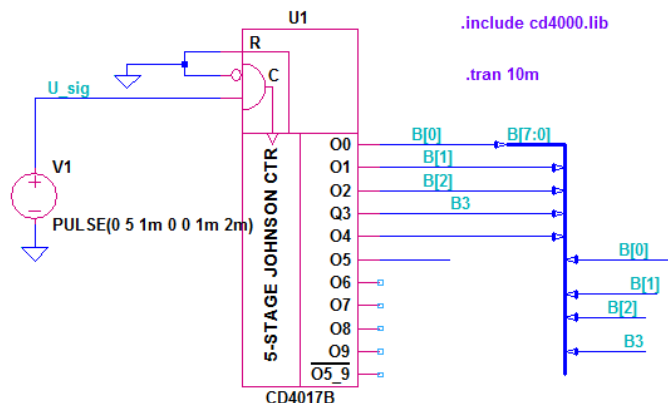 U1
.include cd4000.lib
R
C
.tran 10m
U_sig
V1
PULSE(0 5 1m 0 0 1m 2m)
5-STAGE JOHNSON CTR
O0
O1
O2
Q3
O4
O5
O6
O7
O8
O9
O5_9
CD4017B
B[0]
B[7:0]
B[1]
B[2]
B3
B[0]
B[1]
B[2]
B3